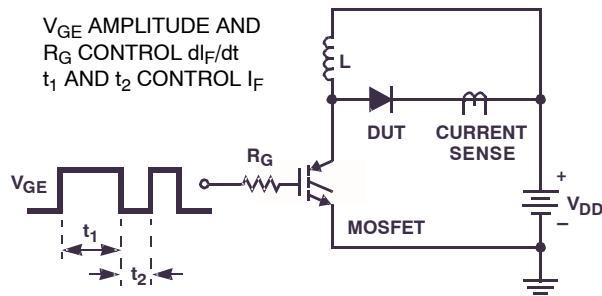 V_GE AMPLITUDE AND
R_G CONTROL dI_F/dt
t_1 AND t_2 CONTROL I_F
L
DUT
CURRENT
SENSE
R_G
V_GE
+
V_DD
−
MOSFET
t_1
t_2